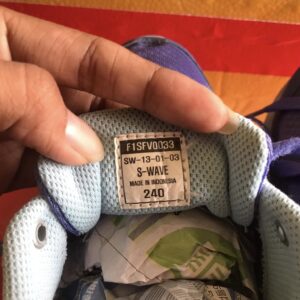 F1SFV0033
SW-13-01-03
S-WAVE
MADE IN INDONESIA
240